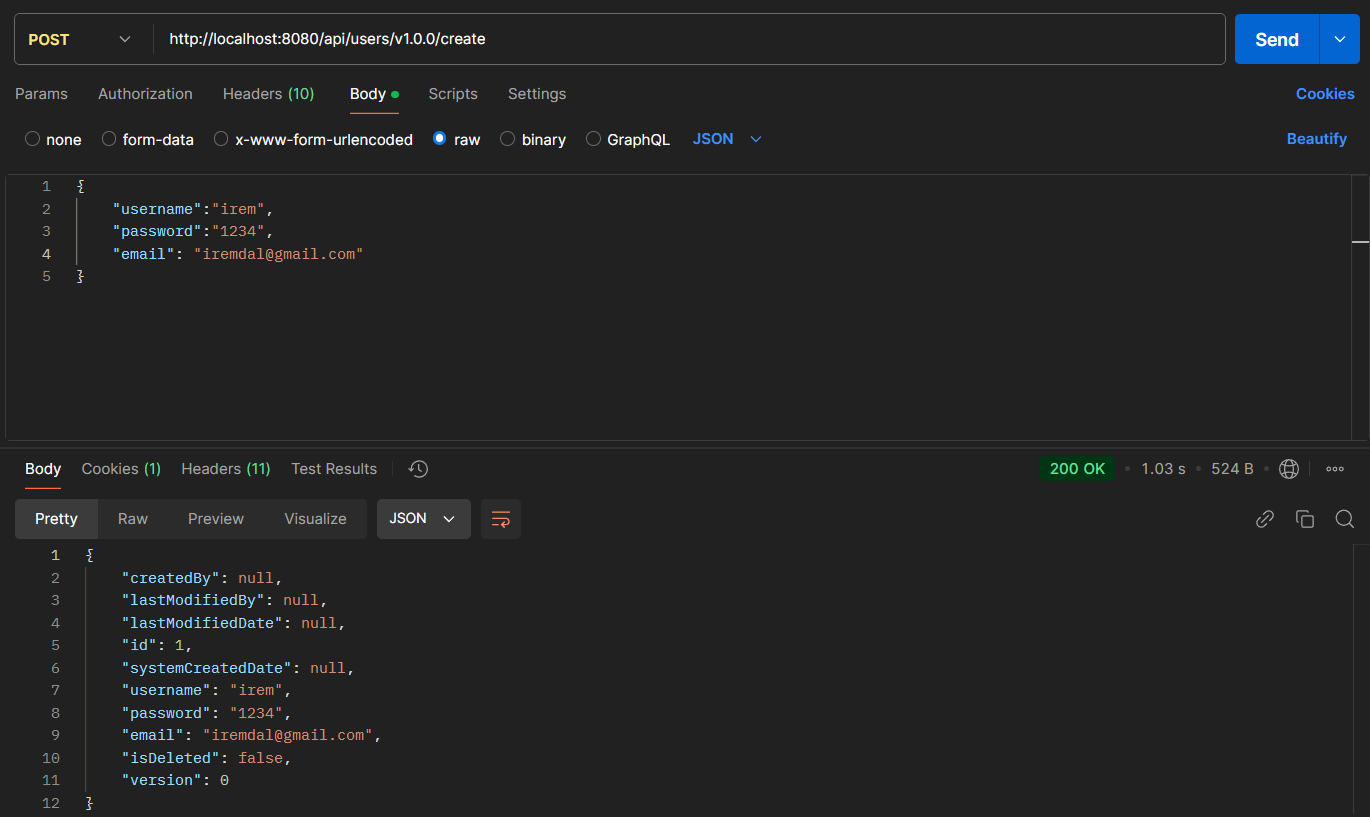 POST http://localhost:8080/api/users/v1.0.0/create Send
Params Authorization Headers (10) Body Scripts Settings Cookies
none form-data x-www-form-urlencoded raw binary GraphQL JSON Beautify
1 {
2 "username":"irem",
3 "password":"1234",
4 "email": "iremdal@gmail.com"
5 }
Body Cookies (1) Headers (11) Test Results 200 OK • 1.03 s • 524 B •
Pretty Raw Preview Visualize JSON
1 {
2 "createdBy": null,
3 "lastModifiedBy": null,
4 "lastModifiedDate": null,
5 "id": 1,
6 "systemCreatedDate": null,
7 "username": "irem",
8 "password": "1234",
9 "email": "iremdal@gmail.com",
10 "isDeleted": false,
11 "version": 0
12 }